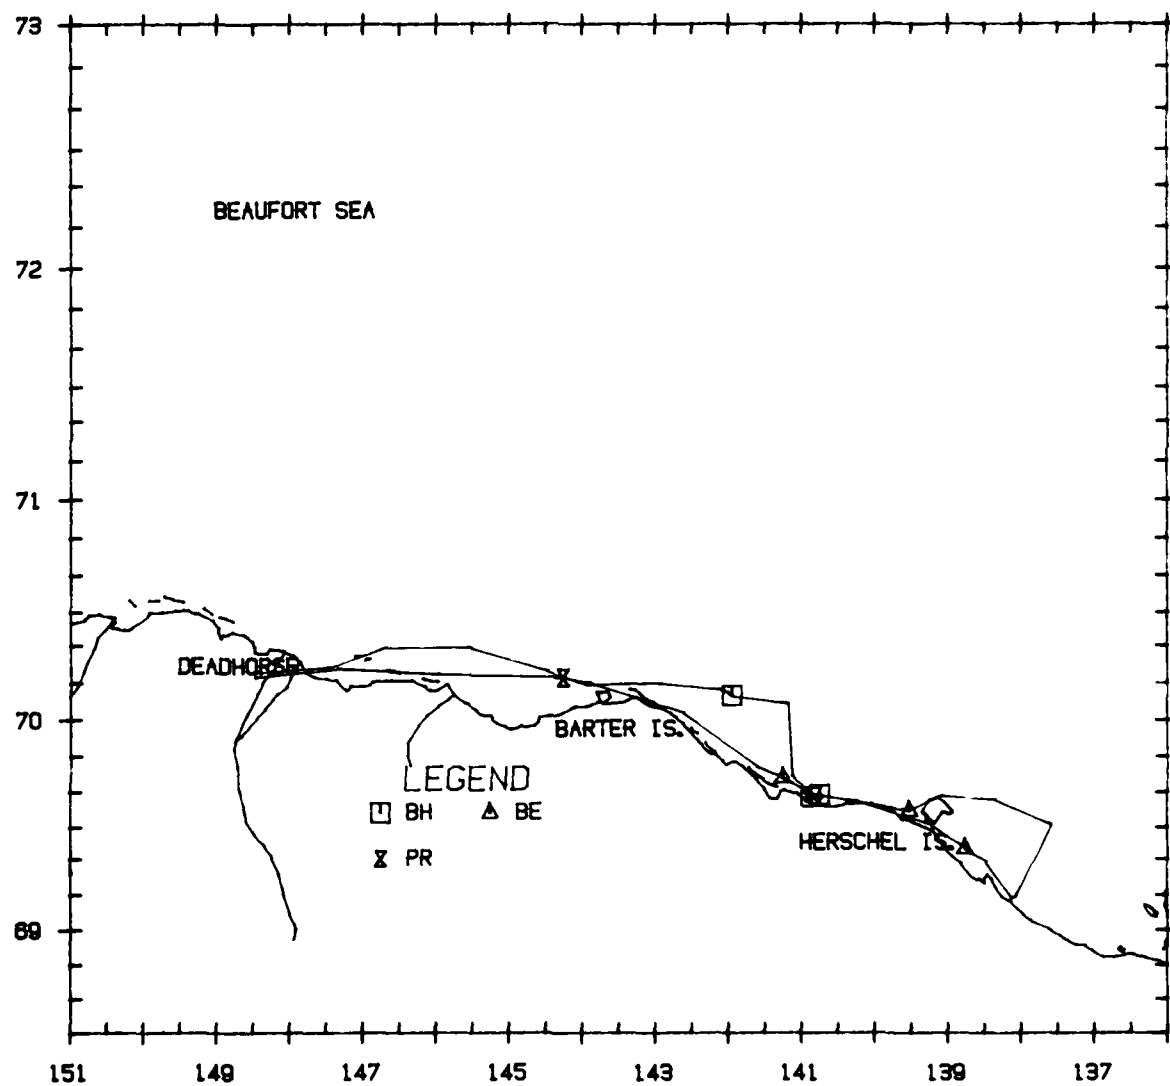 73
BEAUFORT SEA
72
71
DEADHORSE
70
BARTER IS.
LEGEND
BH BE
HERSCHEL IS.
PR
69
151 149 147 145 143 141 139 137